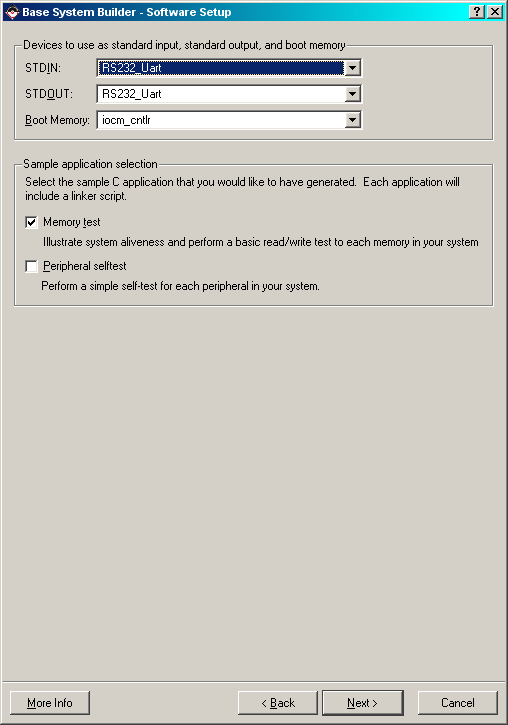 Base System Builder - Software Setup
Devices to use as standard input, standard output, and boot memory
STDIN: RS232_Uart
STDOUT: RS232_Uart
Boot Memory: iocm_cntlr
Sample application selection
Select the sample C application that you would like to have generated. Each application will
include a linker script.
Memory test
Illustrate system aliveness and perform a basic read/write test to each memory in your system
Peripheral selftest
Perform a simple self-test for each peripheral in your system.
More Info < Back Next > Cancel